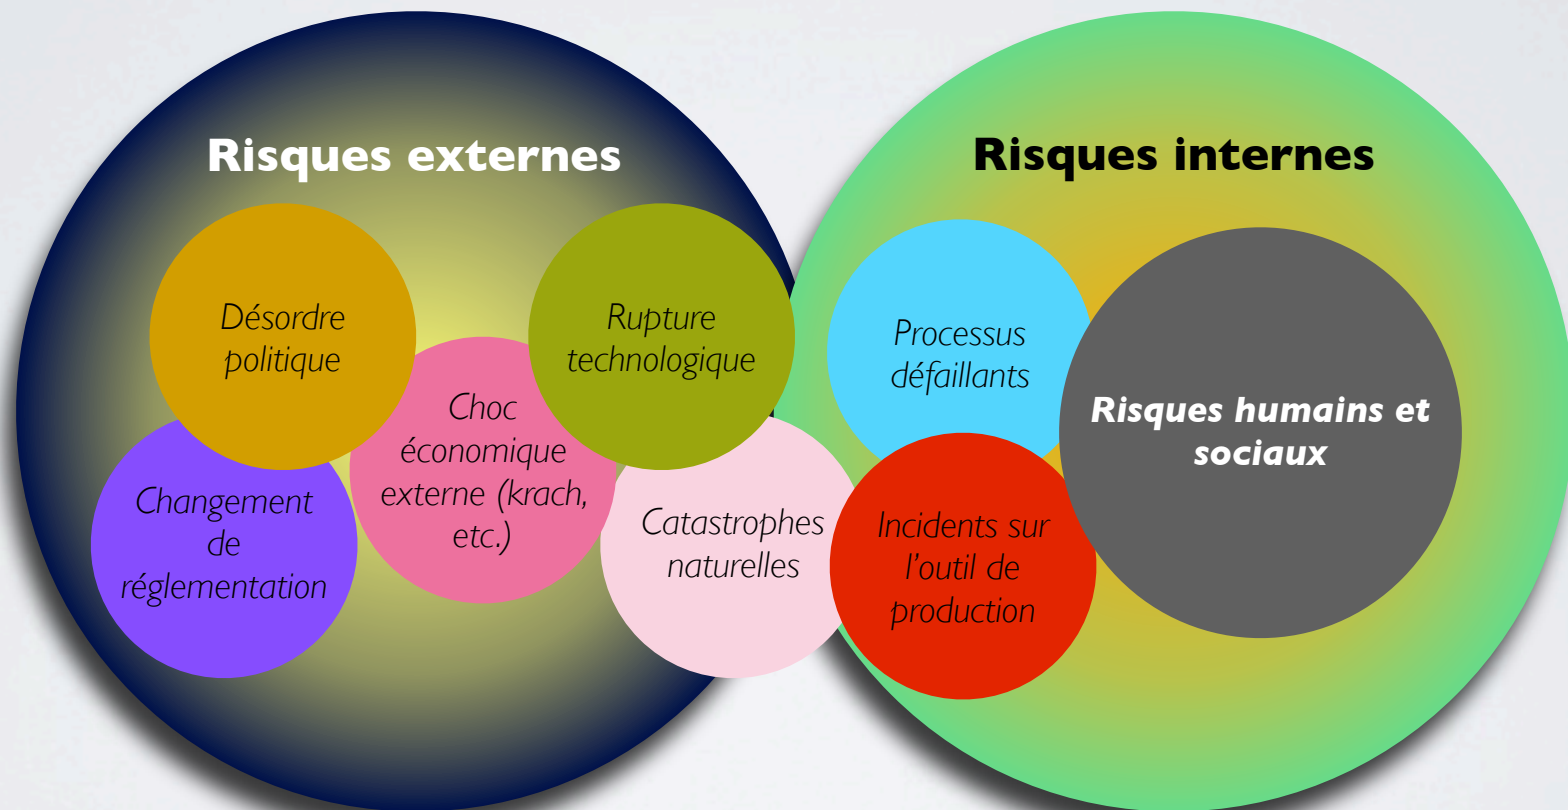 Risques externes
Risques internes
Désordre
politique
Rupture
technologique
Choc
économique
externe (krach,
etc.)
Changement
de
réglementation
Catastrophes
naturelles
Processus
défaillants
Incidents sur
l'outil de
production
Risques humains et
sociaux